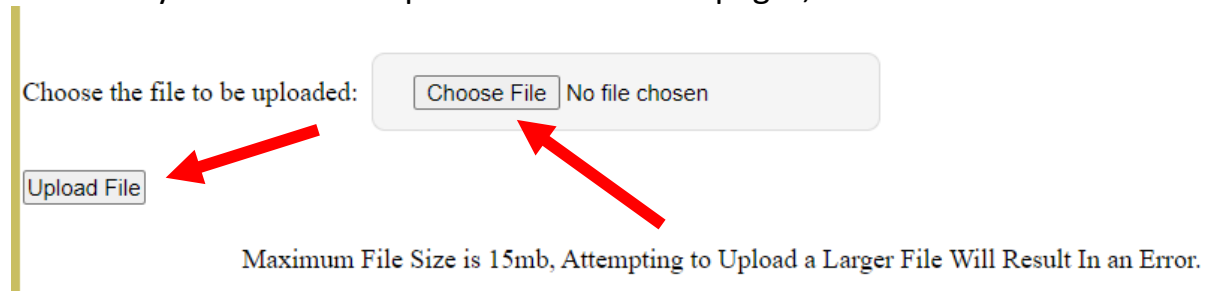 Choose the file to be uploaded: Choose File No file chosen
Upload File
Maximum File Size is 15mb, Attempting to Upload a Larger File Will Result In an Error.